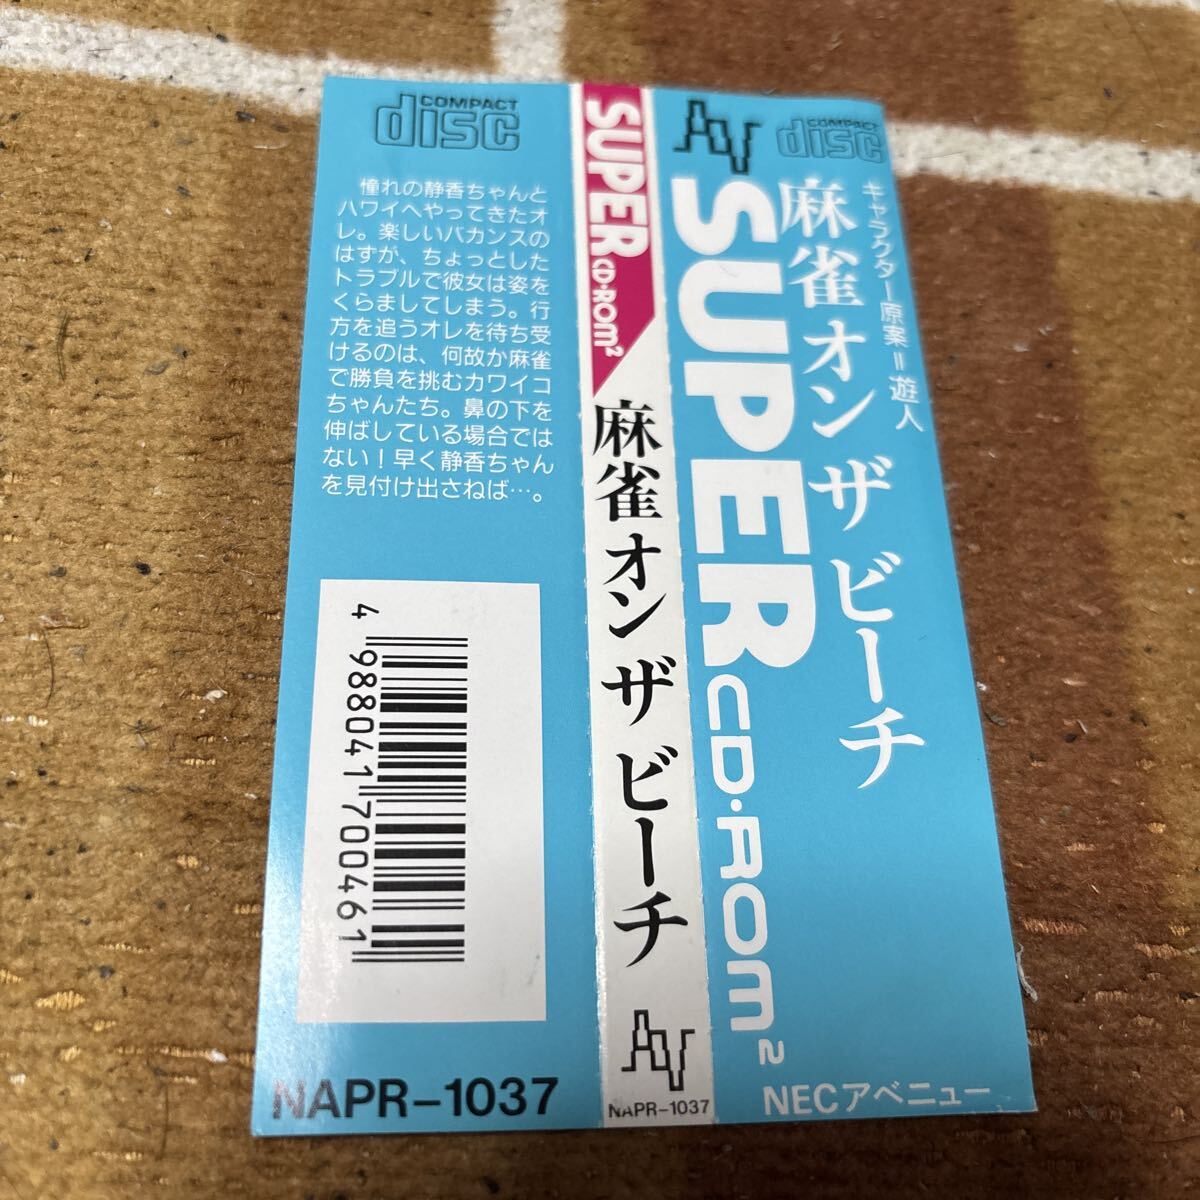 COMPACT
disc
憧れの静香ちゃんと
ハワイへやってきたオ
レ。楽しいバカンスの
はずが、ちょっとした
トラブルで彼女は姿を
くらましてしまう。行
方を追うオレを待ち受
けるのは、何故か麻雀
で勝負を挑むカワイコ
ちゃんたち。鼻の下を
伸ばしている場合では
ない！早く静香ちゃん
を見付け出さねば…。
4 988041 700461
NAPR-1037
SUPER CD・ROM2
麻雀オン ザ ビーチ
AV
NAPR-1037
AV
COMPACT
disc
キャラクター原案＝遊人
麻雀オン ザ ビーチ
SUPER CD・ROM2
NECアベニュー